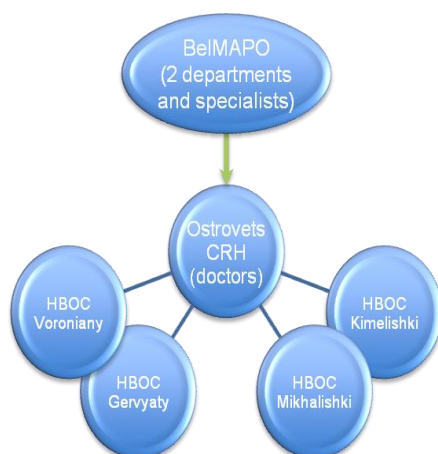 BelMAPO
(2 departments
and specialists)
Ostrovets
CRH
(doctors)
HBOC
Voroniany
HBOC
Gervyaty
HBOC
Mikhalishki
HBOC
Kimelishki